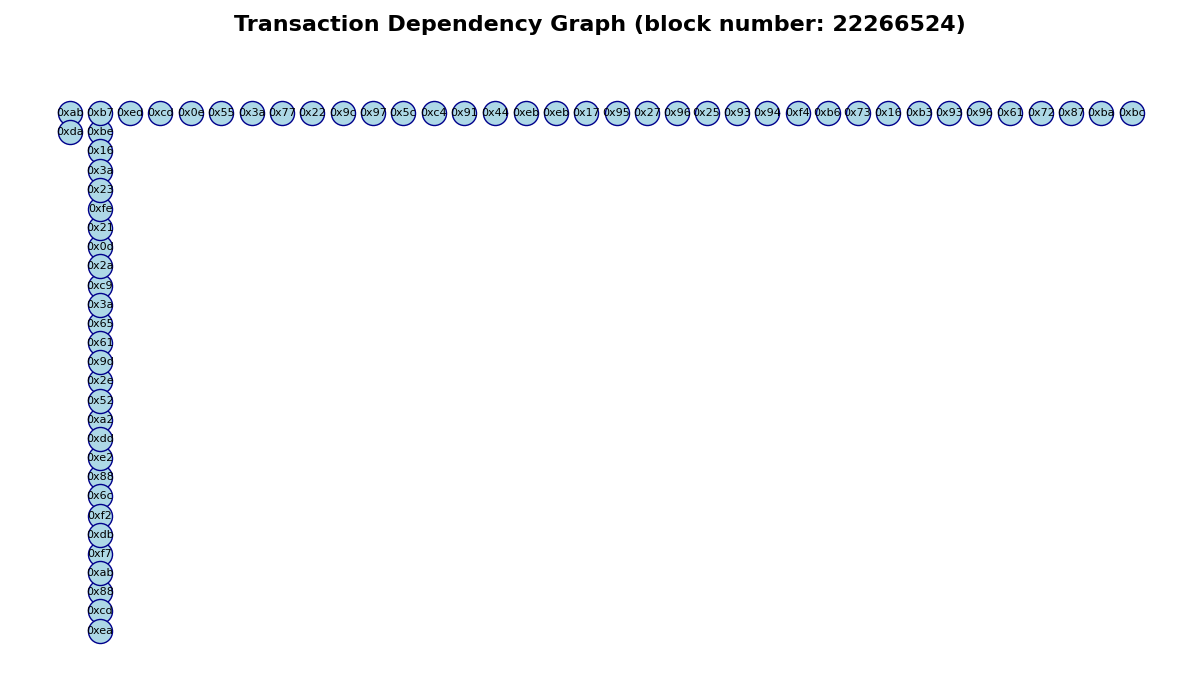 Transaction Dependency Graph (block number: 22266524)
0xab 0xb7 0xed 0xcd 0x0e 0x55 0x3a 0x77 0x22 0x9c 0x97 0x5c 0xc4 0x91 0x44 0xeb 0xeb 0x17 0x95 0x27 0x96 0x25 0x93 0x94 0xf4 0xb6 0x73 0x16 0xb3 0x93 0x96 0x61 0x72 0x87 0xba 0xbc
0xda 0xbe
0x16
0x3a
0x23
0xfe
0x21
0x0d
0x2a
0xc9
0x3a
0x65
0x61
0x9d
0x2e
0x52
0xa2
0xdd
0xe2
0x88
0x6c
0xf2
0xdb
0xf7
0xab
0x88
0xcd
0xea